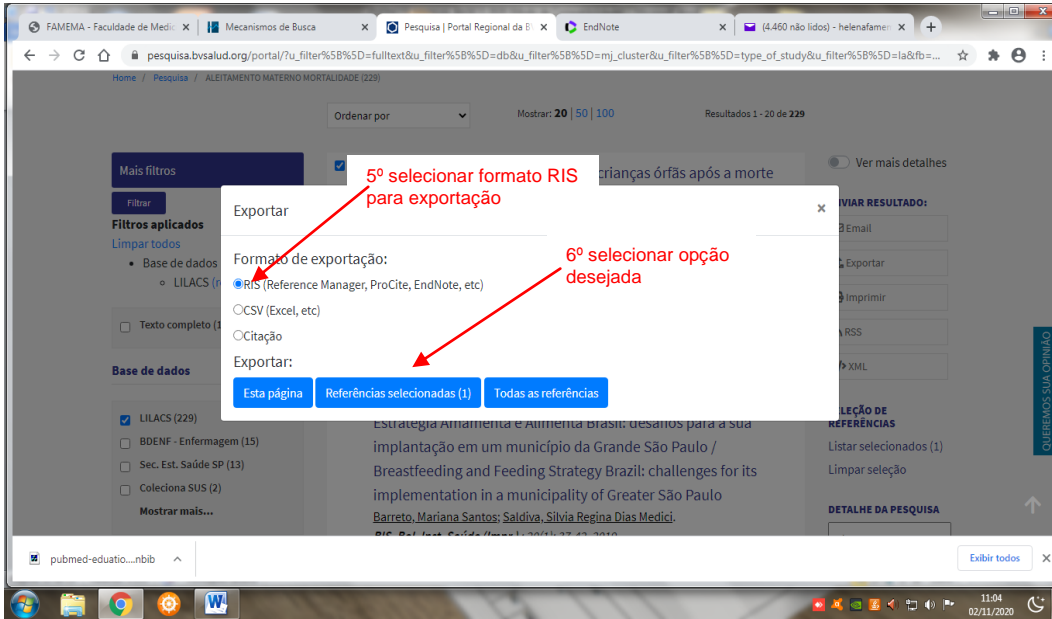 FAMEMA - Faculdade de Medic
Mecanismos de Busca
Pesquisa | Portal Regional da B
EndNote
(4.460 não lidos) - helenafamen
pesquisa.bvsalud.org/portal/?u_filter%5B%5D=fulltext&u_filter%5B%5D=db&u_filter%5B%5D=mj_cluster&u_filter%5B%5D=type_of_study&u_filter%5B%5D=la&fb=...
Home / Pesquisa / ALEITAMENTO MATERNO MORTALIDADE (229)
Ordenar por
Mostrar: 20 | 50 | 100
Resultados 1 - 20 de 229
Mais filtros
Filtrar
Filtros aplicados
Limpar todos
Base de dados
LILACS (r
Texto completo (1
Base de dados
LILACS (229)
BDENF - Enfermagem (15)
Sec. Est. Saúde SP (13)
Coleciona SUS (2)
Mostrar mais...
5º selecionar formato RIS
para exportação
crianças órfãs após a morte
Exportar
×
Formato de exportação:
RIS (Reference Manager, ProCite, EndNote, etc)
CSV (Excel, etc)
Citação
Exportar:
Esta página
Referências selecionadas (1)
Todas as referências
6º selecionar opção
desejada
Estratégia Amamenta e Alimenta Brasil: desafios para a sua
implantação em um município da Grande São Paulo /
Breastfeeding and Feeding Strategy Brazil: challenges for its
implementation in a municipality of Greater São Paulo
Barreto, Mariana Santos; Saldiva, Silvia Regina Dias Medici.
Ver mais detalhes
VIAR RESULTADO:
Email
Exportar
Imprimir
RSS
XML
LEÇÃO DE
REFERÊNCIAS
Listar selecionados (1)
Limpar seleção
DETALHE DA PESQUISA
QUEREMOS SUA OPINIÃO
pubmed-eduatio....nbib
Exibir todos
11:04
02/11/2020